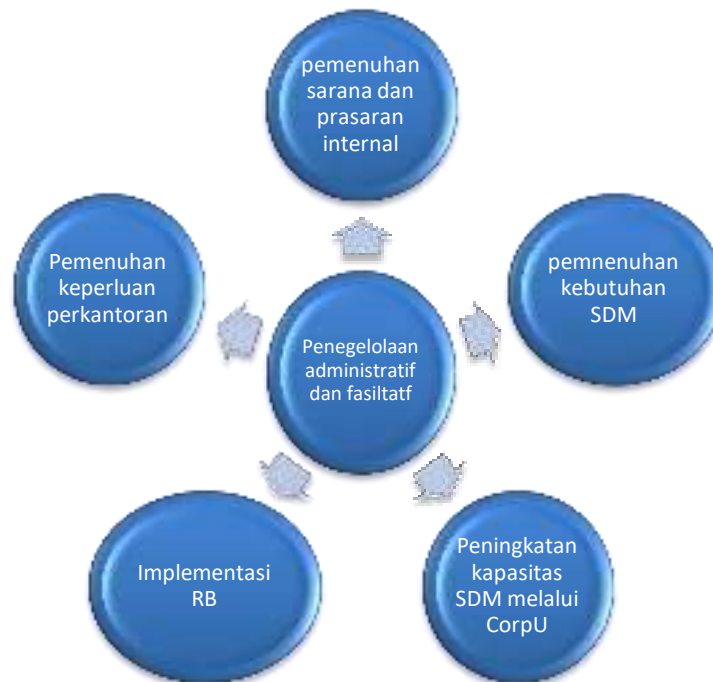 pemenuhan
sarana dan
prasaran
internal
Pemenuhan
keperluan
perkantoran
pemnenuhan
kebutuhan
SDM
Penegelolaan
administratif
dan fasiltatf
Implementasi
RB
Peningkatan
kapasitas
SDM melalui
CorpU